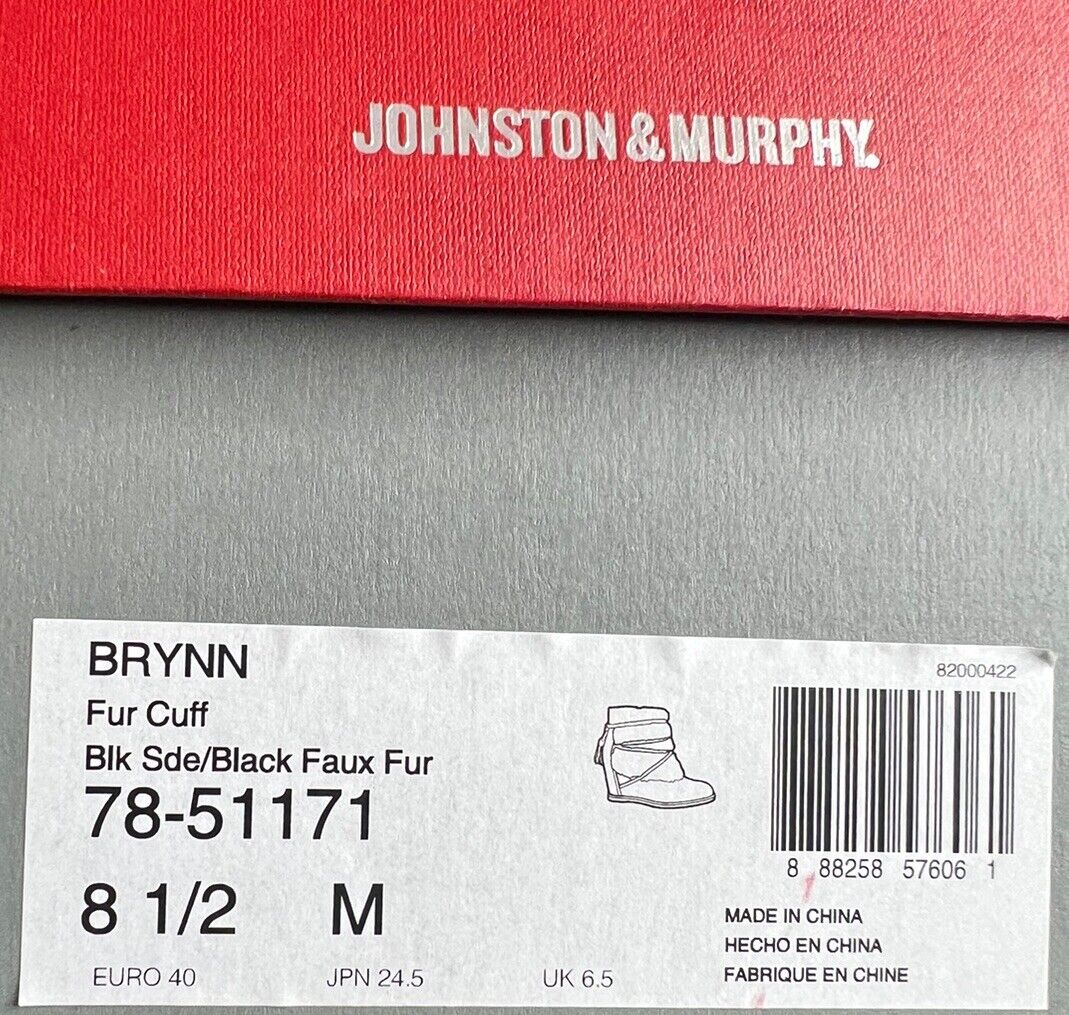 JOHNSTON & MURPHY.
BRYNN
82000422
Fur Cuff
Blk Sde/Black Faux Fur
78-51171
8 88258 57606 1
8 1/2 M
MADE IN CHINA
HECHO EN CHINA
FABRIQUE EN CHINE
EURO 40 JPN 24.5 UK 6.5